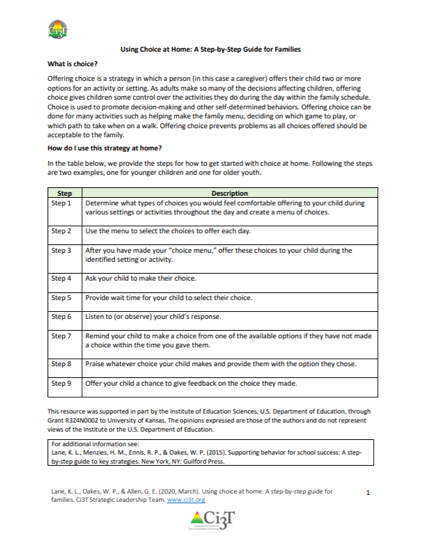 Using Choice at Home: A Step-by-Step Guide for Families
What is choice?
Offering choice is a strategy in which a person (in this case a caregiver) offers their child two or more
options for an activity or setting. As adults make so many of the decisions affecting children, offering
choice gives children some control over the activities they do during the day within the family schedule.
Choice is used to promote decision-making and other self-determined behaviors. Offering choice can be
done for many activities such as helping make the family menu, deciding on which game to play, or
which path to take when on a walk. Offering choice prevents problems as all choices offered should be
acceptable to the family.
How do I use this strategy at home?
In the table below, we provide the steps for how to get started with choice at home. Following the steps
are two examples, one for younger children and one for older youth.
Step Description
Step 1 Determine what types of choices you would feel comfortable offering to your child during
various settings or activities throughout the day and create a menu of choices.
Step 2 Use the menu to select the choices to offer each day.
Step 3 After you have made your "choice menu," offer these choices to your child during the
identified setting or activity.
Step 4 Ask your child to make their choice.
Step 5 Provide wait time for your child to select their choice.
Step 6 Listen to (or observe) your child's response.
Step 7 Remind your child to make a choice from one of the available options if they have not made
a choice within the time you gave them.
Step 8 Praise whatever choice your child makes and provide them with the option they chose.
Step 9 Offer your child a chance to give feedback on the choice they made.
This resource was supported in part by the Institute of Education Sciences, U.S. Department of Education, through
Grant R324N0002 to University of Kansas. The opinions expressed are those of the authors and do not represent
views of the Institute or the U.S. Department of Education.
For additional information see:
Lane, K. L., Menzies, H. M., Ennis, R. P., & Oakes, W. P. (2015). Supporting behavior for school success: A step-
by-step guide to key strategies. New York, NY: Guilford Press.
Lane, K. L., Oakes, W. P., & Allen, G. E. (2020, March). Using choice at home: A step-by-step guide for 1
families. Ci3T Strategic Leadership Team. www.ci3t.org
Ci3T